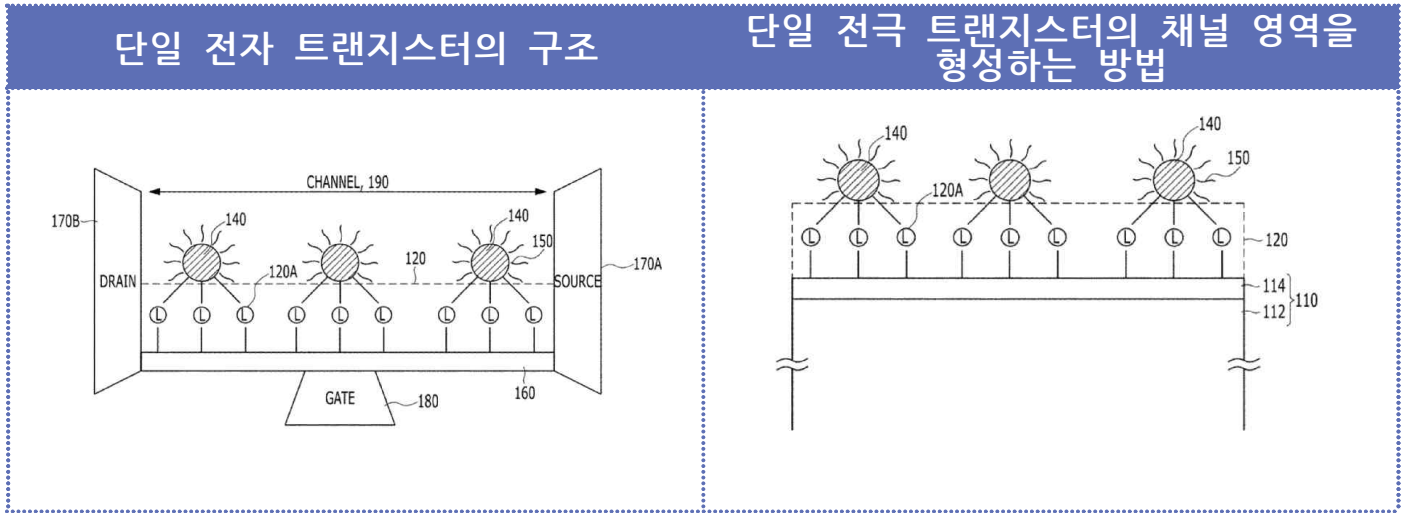 단일 전자 트랜지스터의 구조
단일 전극 트랜지스터의 채널 영역을
형성하는 방법
CHANNEL, 190
170B
140
140
150
120A
120
170A
DRAIN
SOURCE
L L L L L L L L L
160
GATE
180
140
140
150
120A
L L L L L L L L L
120
114
110
112